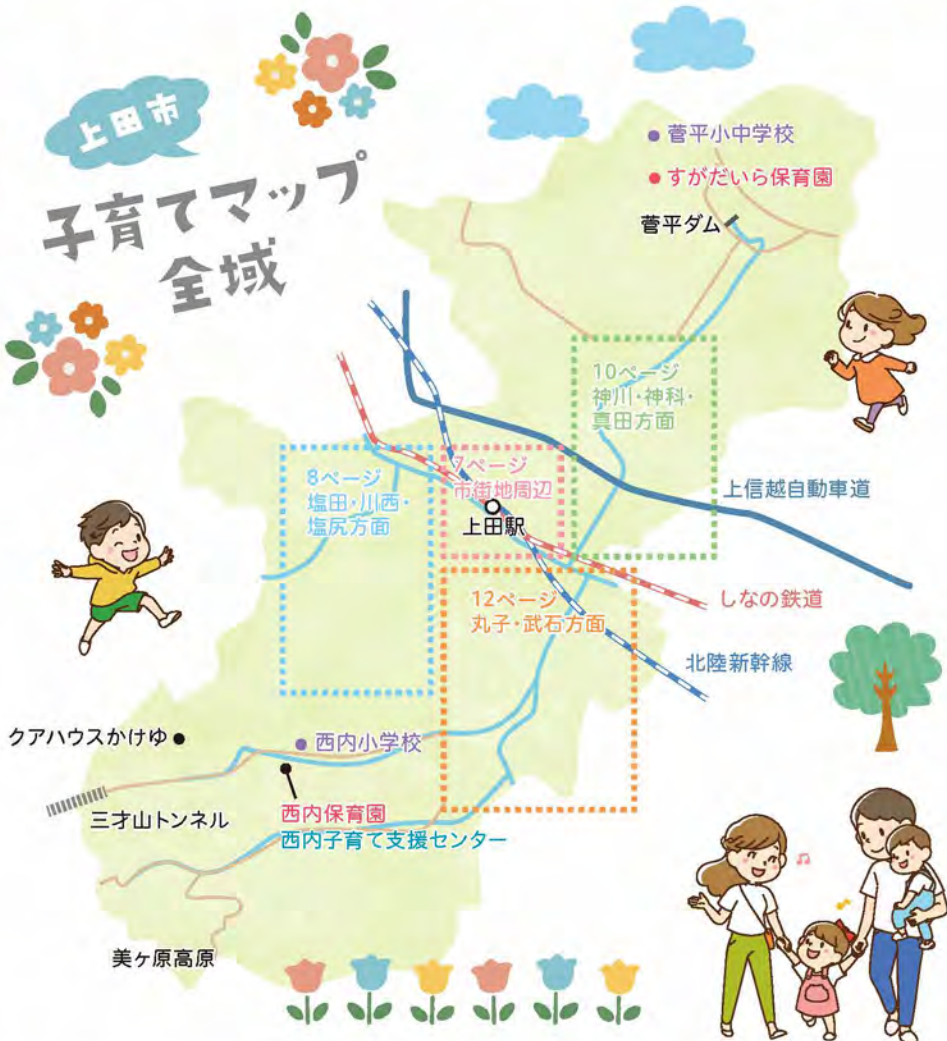 上田市
子育てマップ
全域
菅平小中学校
すがだいら保育園
菅平ダム
10ページ
神川・神科・
真田方面
8ページ
塩田・川西・
塩尻方面
7ページ
市街地周辺
上田駅
上信越自動車道
12ページ
丸子・武石方面
しなの鉄道
北陸新幹線
クアハウスかけゆ
西内小学校
三才山トンネル
西内保育園
西内子育て支援センター
美ヶ原高原